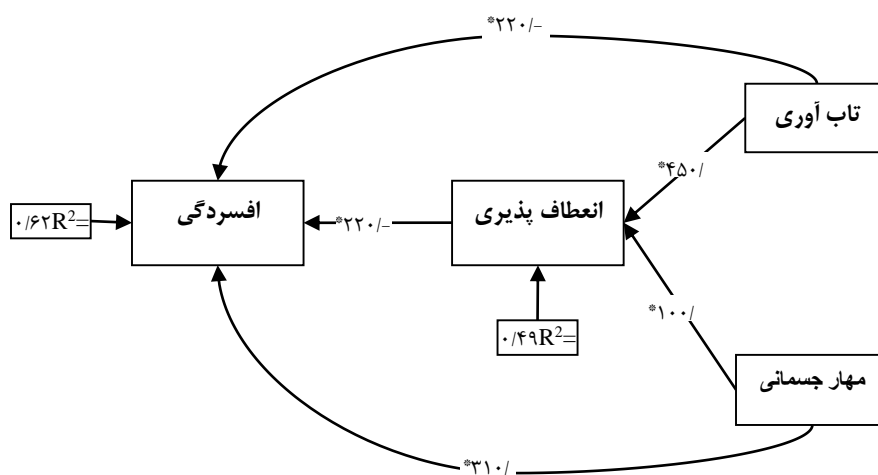 *۲۲۰/-
تاب آوری
*۴۵۰/
انعطاف پذیری
*۲۲۰/-
افسردگی
۰/۶۲R²=
*۱۰۰/
۰/۴۹R²=
مهار جسمانی
*۳۱۰/